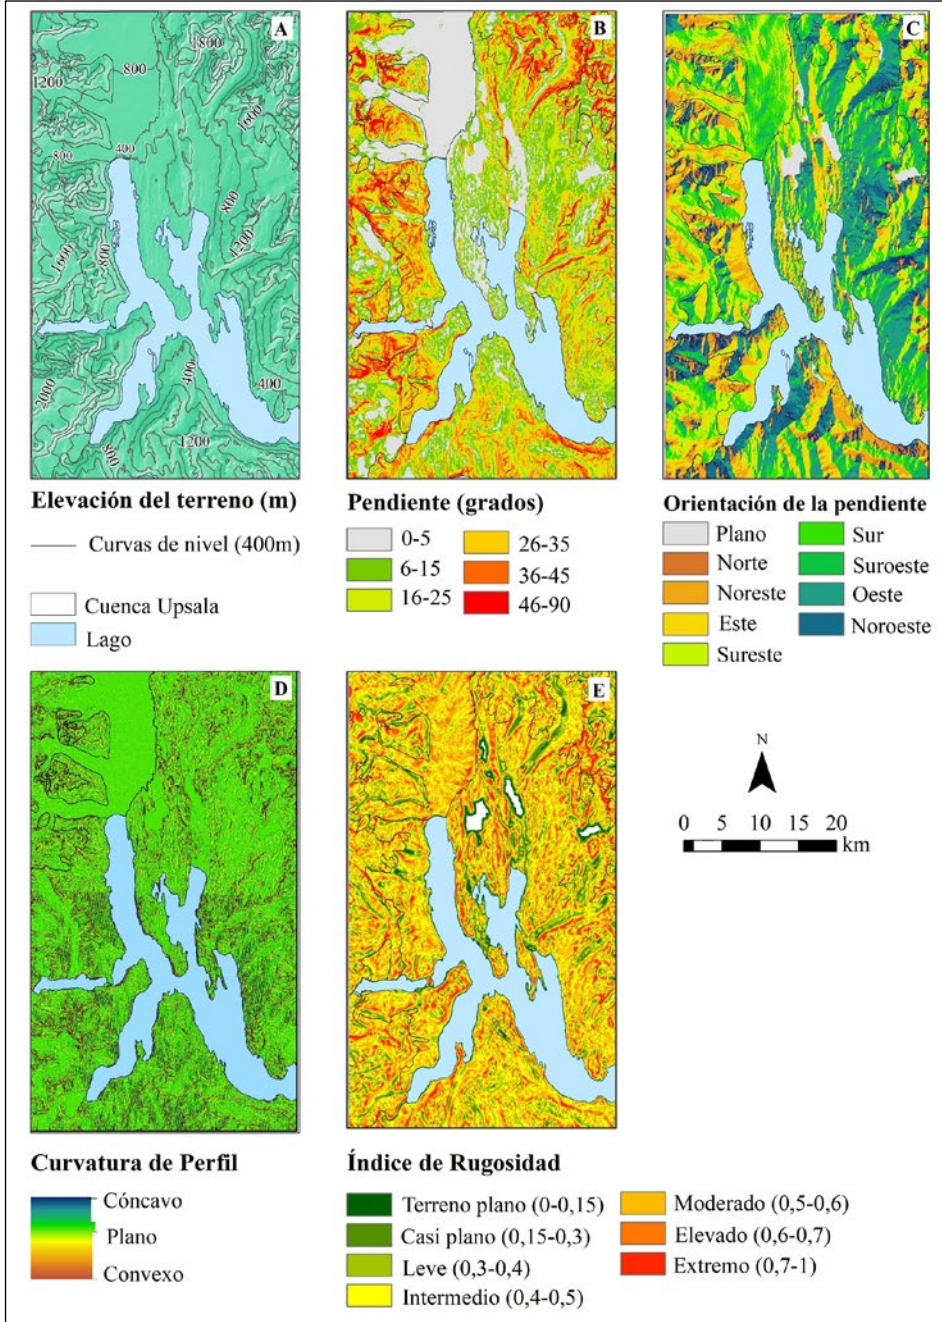 A
1800
800
1200
1600
800
400
800
1200
1600
800
400
400
2000
1200
800
Elevación del terreno (m)
Curvas de nivel (400m)
Cuenca Upsala
Lago
B
Pendiente (grados)
0-5
26-35
6-15
36-45
16-25
46-90
C
Orientación de la pendiente
Plano
Sur
Norte
Suroeste
Noreste
Oeste
Este
Noroeste
Sureste
D
Curvatura de Perfil
Cóncavo
Plano
Convexo
E
Índice de Rugosidad
Terreno plano (0-0,15)
Moderado (0,5-0,6)
Casi plano (0,15-0,3)
Elevado (0,6-0,7)
Leve (0,3-0,4)
Extremo (0,7-1)
Intermedio (0,4-0,5)
N
0 5 10 15 20
km